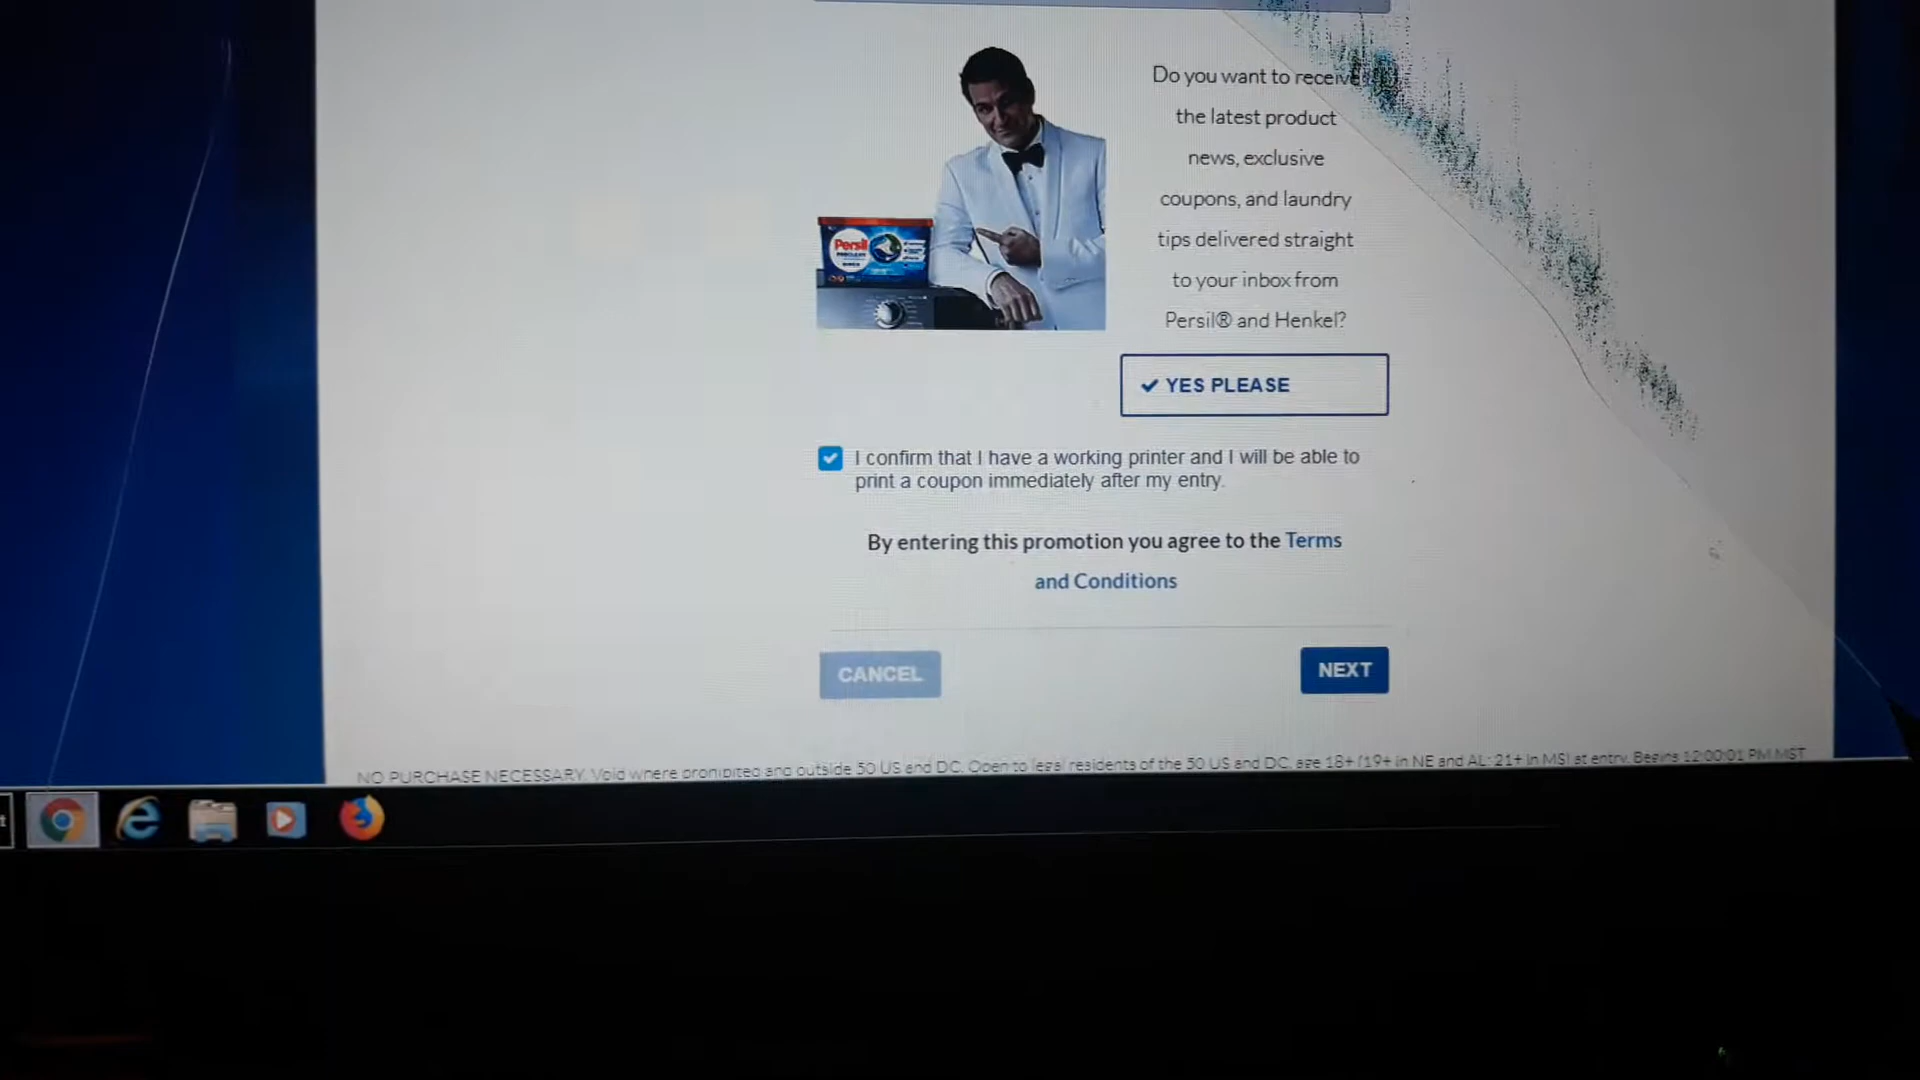 Do you want to receive
the latest product
news, exclusive
coupons, and laundry
tips delivered straight
to your inbox from
Persil® and Henkel?
Persil
YES PLEASE
I confirm that I have a working printer and I will be able to
print a coupon immediately after my entry.
By entering this promotion you agree to the Terms
and Conditions
CANCEL
NEXT
NO PURCHASE NECESSARY. Void where prohibited and outside 50 US and DC. Open to legal residents of the 50 US and DC, age 18+ (19+ in NE and AL; 21+ in MS) at entry. Begins 12:00:01 PM MST